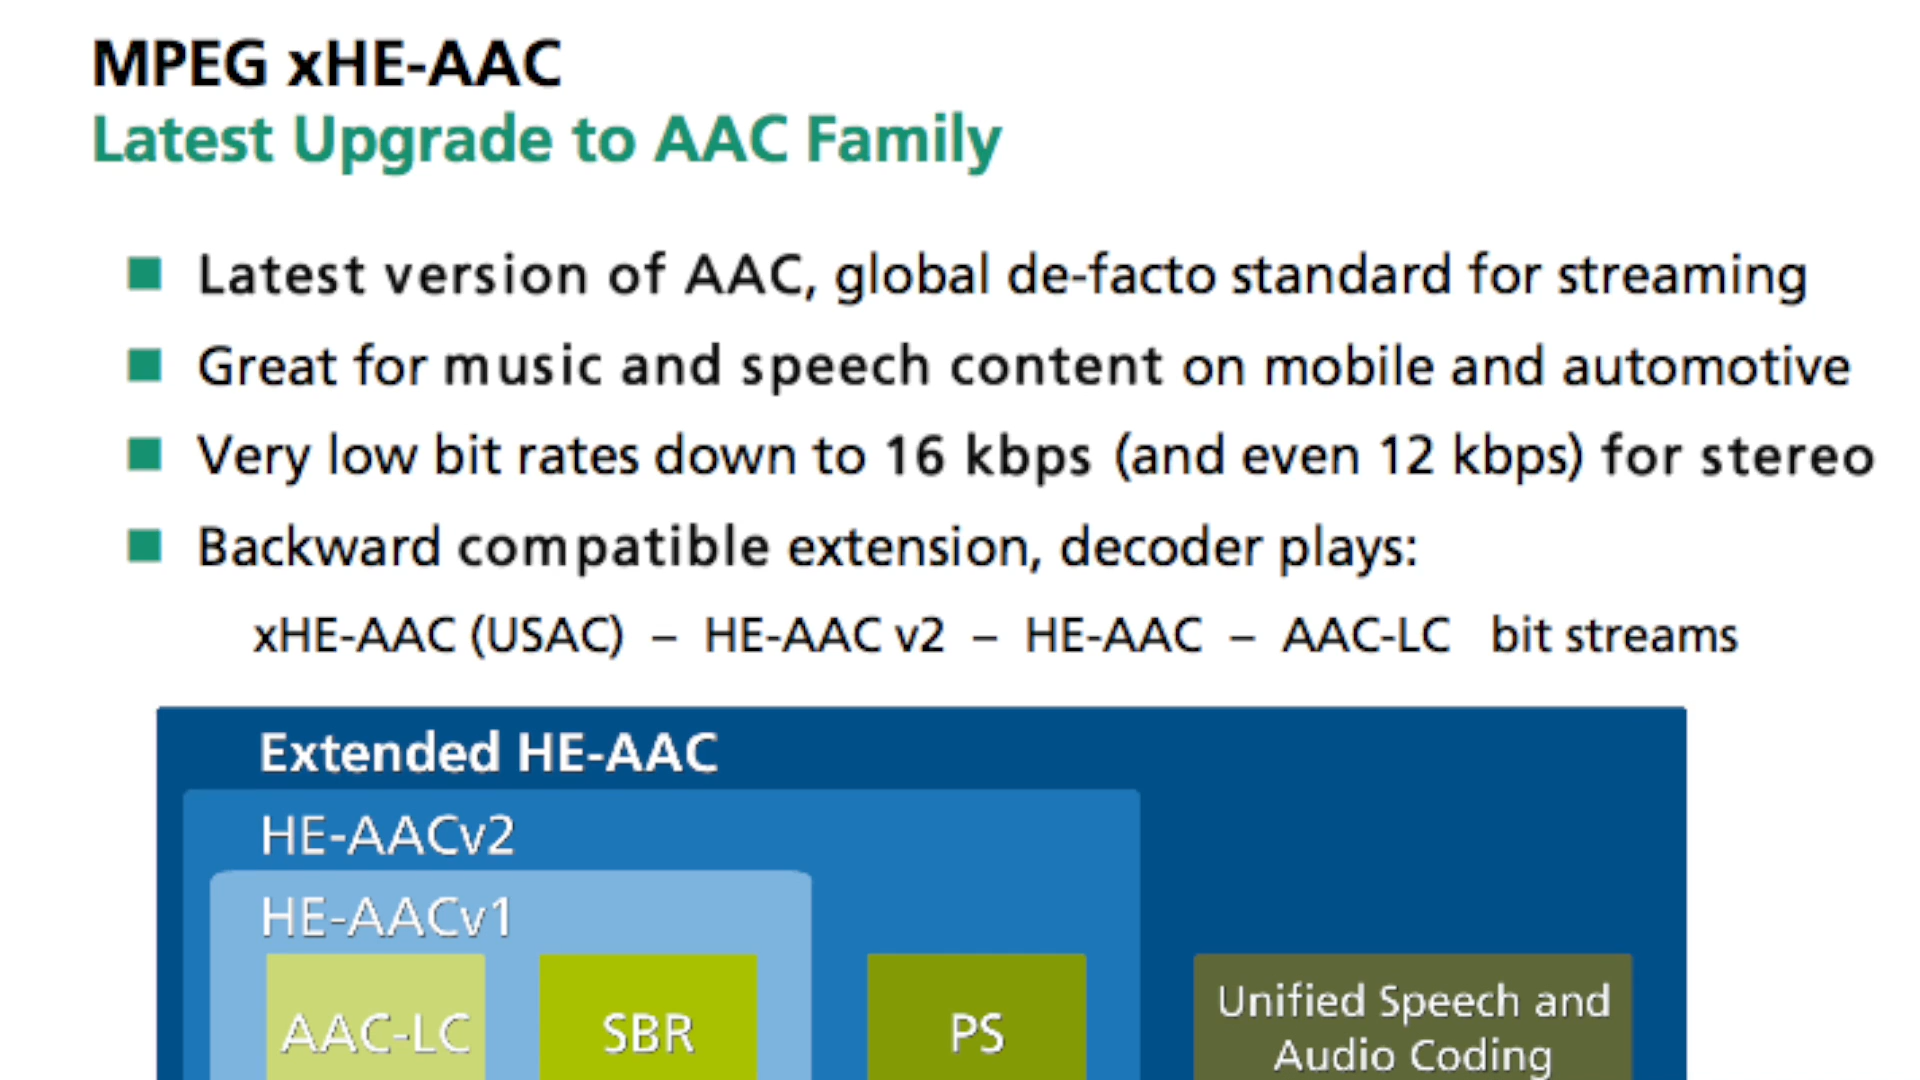 MPEG xHE-AAC
Latest Upgrade to AAC Family
Latest version of AAC, global de-facto standard for streaming
Great for music and speech content on mobile and automotive
Very low bit rates down to 16 kbps (and even 12 kbps) for stereo
Backward compatible extension, decoder plays:
xHE-AAC (USAC) – HE-AAC v2 – HE-AAC – AAC-LC bit streams
Extended HE-AAC
HE-AACv2
HE-AACv1
AAC-LC
SBR
PS
Unified Speech and
Audio Coding